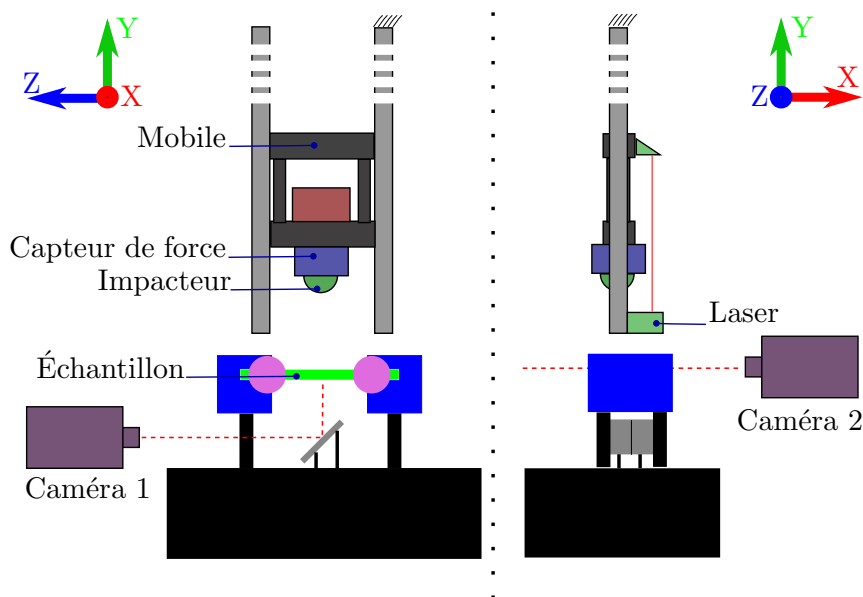 Y
Z
X
Mobile
Capteur de force
Impacteur
Échantillon
Caméra 1
Y
X
Z
Laser
Caméra 2